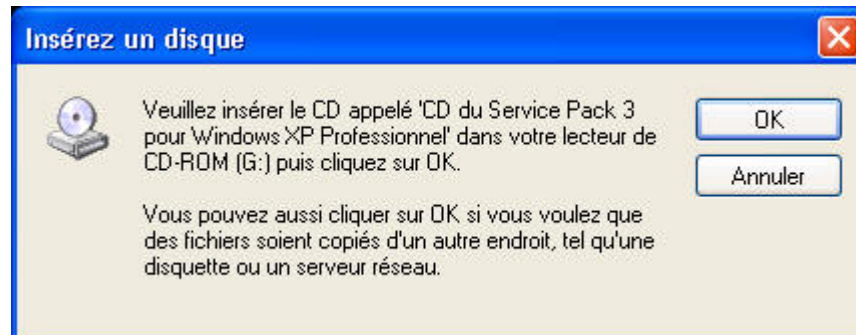 Insérez un disque
Veuillez insérer le CD appelé 'CD du Service Pack 3
pour Windows XP Professionnel' dans votre lecteur de
CD-ROM (G:) puis cliquez sur OK.
Vous pouvez aussi cliquer sur OK si vous voulez que
des fichiers soient copiés d'un autre endroit, tel qu'une
disquette ou un serveur réseau.
OK
Annuler